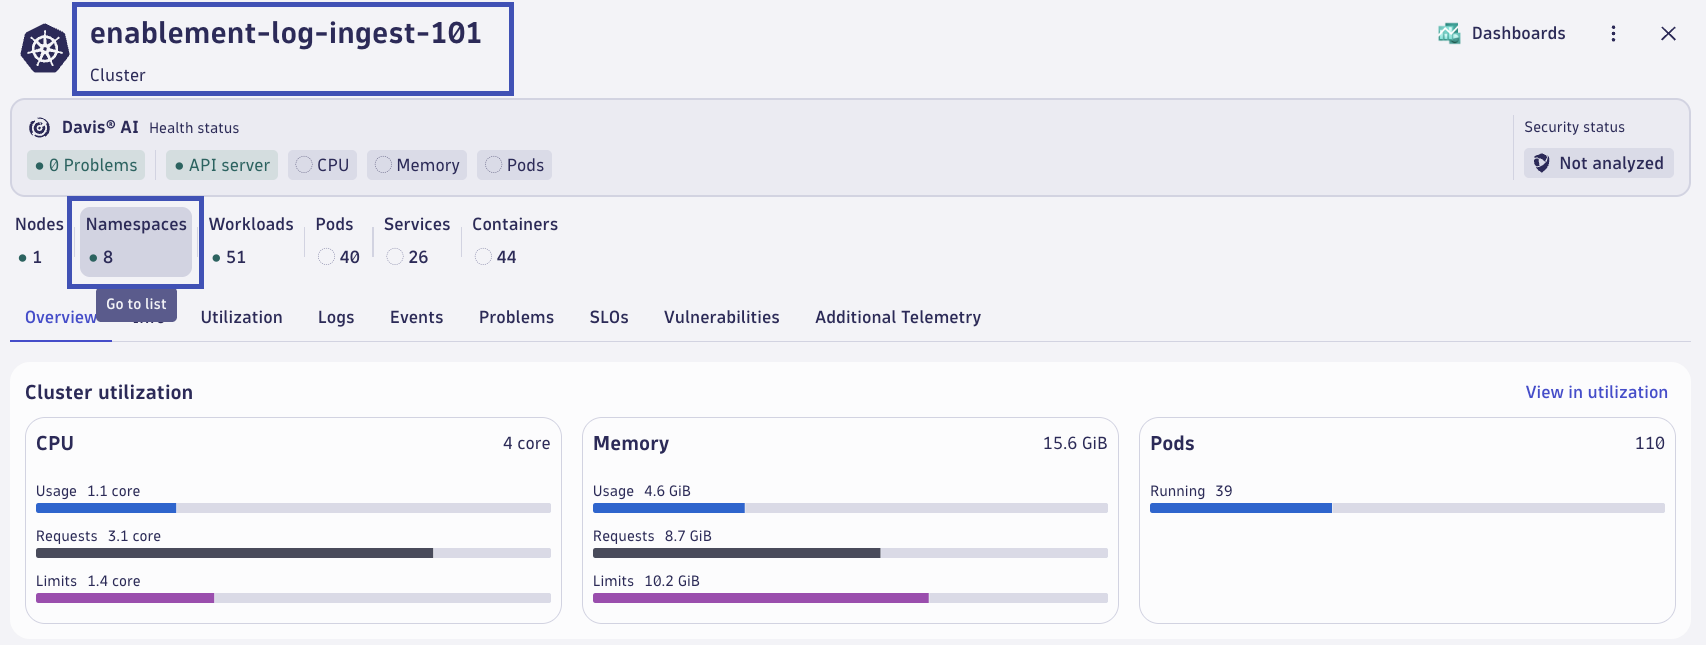 enablement-log-ingest-101
Cluster
Dashboards
Davis® AI Health status
0 Problems API server CPU Memory Pods
Security status
Not analyzed
Nodes Namespaces Workloads Pods Services Containers
1 8 51 40 26 44
Go to list
Overview Utilization Logs Events Problems SLOs Vulnerabilities Additional Telemetry
Cluster utilization
View in utilization
CPU 4 core
Usage 1.1 core
Requests 3.1 core
Limits 1.4 core
Memory 15.6 GiB
Usage 4.6 GiB
Requests 8.7 GiB
Limits 10.2 GiB
Pods 110
Running 39